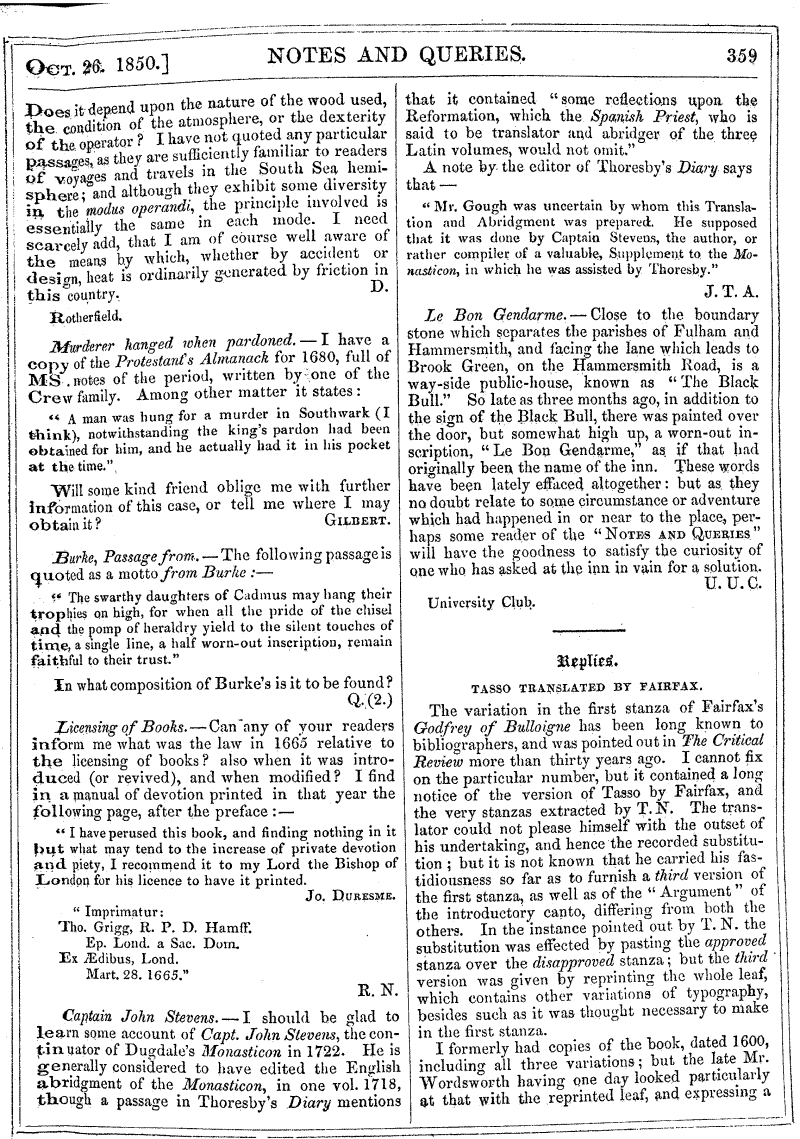 OCT. 26. 1850.]
NOTES AND QUERIES.
359
Does it depend upon the nature of the wood used,
the condition of the atmosphere, or the dexterity
of the operator? I have not quoted any particular
passages, as they are sufficiently familiar to readers
of voyages and travels in the South Sea hemi-
sphere; and although they exhibit some diversity
in the modus operandi, the principle involved is
essentially the same in each mode. I need
scarcely add, that I am of course well aware of
the means by which, whether by accident or
design, heat is ordinarily generated by friction in
this country.
D.
Rotherfield.
Murderer hanged when pardoned. — I have a
copy of the Protestant's Almanack for 1680, full of
MS. notes of the period, written by one of the
Crew family. Among other matter it states:
"A man was hung for a murder in Southwark (I
think), notwithstanding the king's pardon had been
obtained for him, and he actually had it in his pocket
at the time."
Will some kind friend oblige me with further
information of this case, or tell me where I may
obtain it?
GILBERT.
Burke, Passage from. — The following passage is
quoted as a motto from Burke:—
"The swarthy daughters of Cadmus may hang their
trophies on high, for when all the pride of the chisel
and the pomp of heraldry yield to the silent touches of
time, a single line, a half worn-out inscription, remain
faithful to their trust."
In what composition of Burke's is it to be found?
Q. (2.)
Licensing of Books. — Can any of your readers
inform me what was the law in 1665 relative to
the licensing of books? also when it was intro-
duced (or revived), and when modified? I find
in a manual of devotion printed in that year the
following page, after the preface:—
"I have perused this book, and finding nothing in it
but what may tend to the increase of private devotion
and piety, I recommend it to my Lord the Bishop of
London for his licence to have it printed.
JO. DURESME.
"Imprimatur:
Tho. Grigg, R. P. D. Hamff.
Ep. Lond. a Sac. Dom.
Ex Ædibus, Lond.
Mart. 28. 1665."
R. N.
Captain John Stevens. — I should be glad to
learn some account of Capt. John Stevens, the con-
tinuator of Dugdale's Monasticon in 1722. He is
generally considered to have edited the English
abridgment of the Monasticon, in one vol. 1718,
though a passage in Thoresby's Diary mentions
that it contained "some reflections upon the
Reformation, which the Spanish Priest, who is
said to be translator and abridger of the three
Latin volumes, would not omit."
A note by the editor of Thoresby's Diary says
that —
"Mr. Gough was uncertain by whom this Transla-
tion and Abridgment was prepared. He supposed
that it was done by Captain Stevens, the author, or
rather compiler of a valuable, Supplement to the Mo-
nasticon, in which he was assisted by Thoresby."
J. T. A.
Le Bon Gendarme. — Close to the boundary
stone which separates the parishes of Fulham and
Hammersmith, and facing the lane which leads to
Brook Green, on the Hammersmith Road, is a
way-side public-house, known as "The Black
Bull." So late as three months ago, in addition to
the sign of the Black Bull, there was painted over
the door, but somewhat high up, a worn-out in-
scription, "Le Bon Gendarme," as if that had
originally been the name of the inn. These words
have been lately effaced altogether: but as they
no doubt relate to some circumstance or adventure
which had happened in or near to the place, per-
haps some reader of the "NOTES AND QUERIES"
will have the goodness to satisfy the curiosity of
one who has asked at the inn in vain for a solution.
U. U. C.
University Club.
Replies.
TASSO TRANSLATED BY FAIRFAX.
The variation in the first stanza of Fairfax's
Godfrey of Bulloigne has been long known to
bibliographers, and was pointed out in The Critical
Review more than thirty years ago. I cannot fix
on the particular number, but it contained a long
notice of the version of Tasso by Fairfax, and
the very stanzas extracted by T. N. The trans-
lator could not please himself with the outset of
his undertaking, and hence the recorded substitu-
tion; but it is not known that he carried his fas-
tidiousness so far as to furnish a third version of
the first stanza, as well as of the "Argument" of
the introductory canto, differing from both the
others. In the instance pointed out by T. N. the
substitution was effected by pasting the approved
stanza over the disapproved stanza; but the third
version was given by reprinting the whole leaf,
which contains other variations of typography,
besides such as it was thought necessary to make
in the first stanza.
I formerly had copies of the book, dated 1600,
including all three variations; but the late Mr.
Wordsworth having one day looked particularly
at that with the reprinted leaf, and expressing a